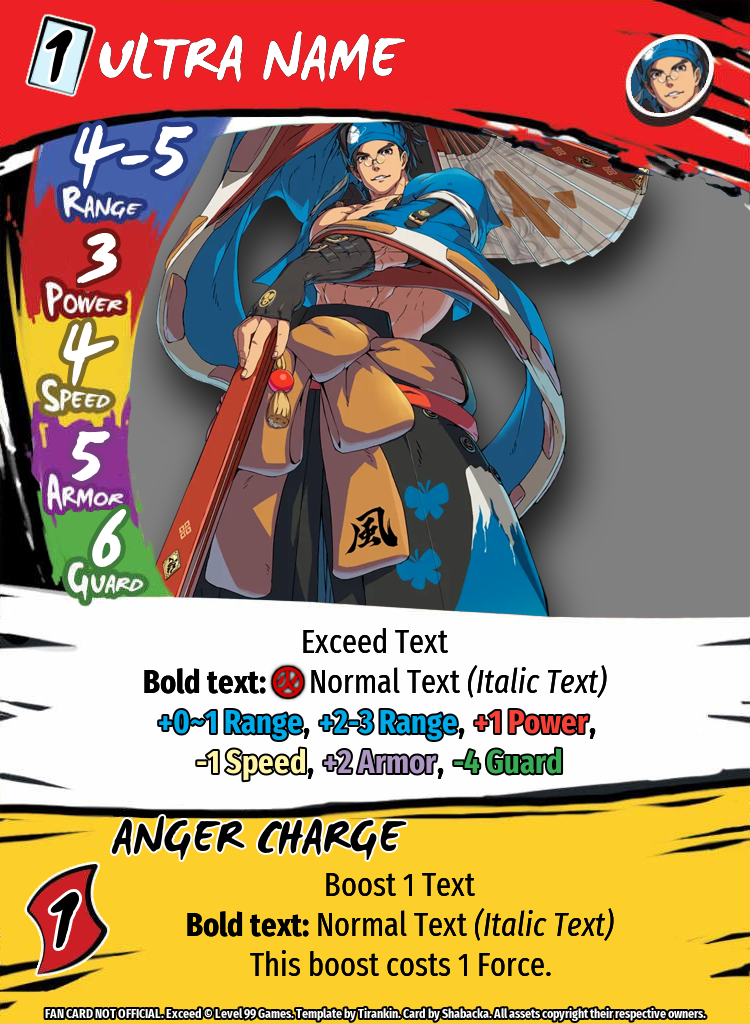 1 ULTRA NAME
4-5
RANGE
3
POWER
4
SPEED
5
ARMOR
6
GUARD
風
Exceed Text
Bold text: Normal Text (Italic Text)
+0~1 Range, +2-3 Range, +1 Power,
-1 Speed, +2 Armor, -4 Guard
ANGER CHARGE
1
Boost 1 Text
Bold text: Normal Text (Italic Text)
This boost costs 1 Force.
FAN CARD NOT OFFICIAL. Exceed © Level 99 Games. Template by Tirankin. Card by Shabacka. All assets copyright their respective owners.